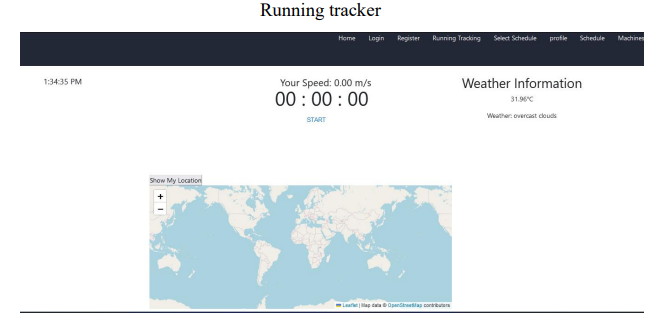 Running tracker
Home Login Register Running Tracking Select Schedule profile Schedule Machines
1:34:35 PM
Your Speed: 0.00 m/s
00 : 00 : 00
START
Weather Information
31.96°C
Weather: overcast clouds
Show My Location
+
−
Leaflet | Map data © OpenStreetMap contributors